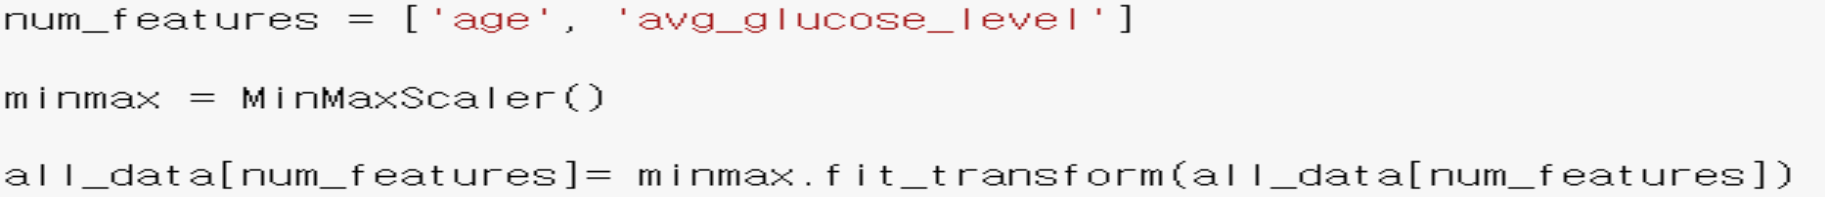 num_features = ['age', 'avg_glucose_level']
minmax = MinMaxScaler()
all_data[num_features]= minmax.fit_transform(all_data[num_features])